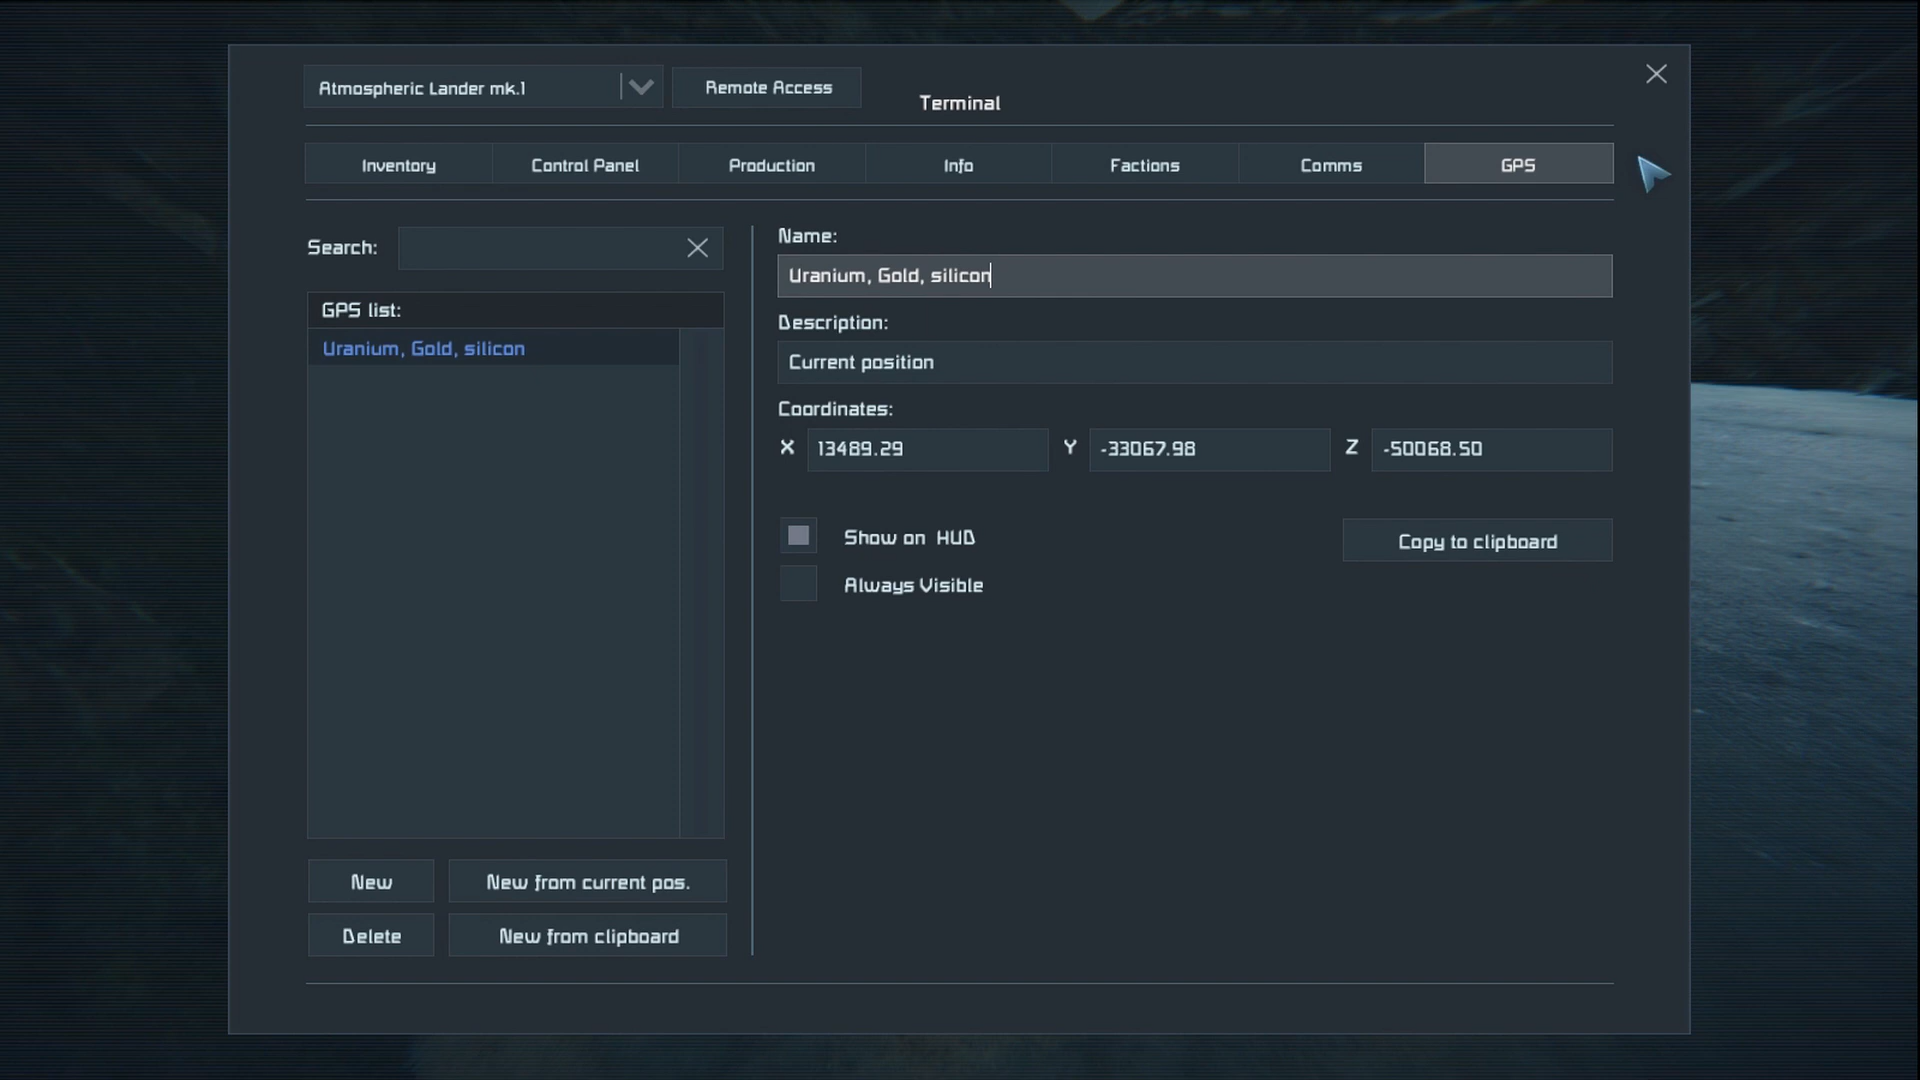 Atmospheric Lander mk.1
Remote Access
Terminal
Inventory
Control Panel
Production
Info
Factions
Comms
GPS
Search:
GPS list:
Uranium, Gold, silicon
New
New from current pos.
Delete
New from clipboard
Name:
Uranium, Gold, silicon
Description:
Current position
Coordinates:
X 13489.29 Y -33067.98 Z -50068.50
Show on HUD
Copy to clipboard
Always Visible